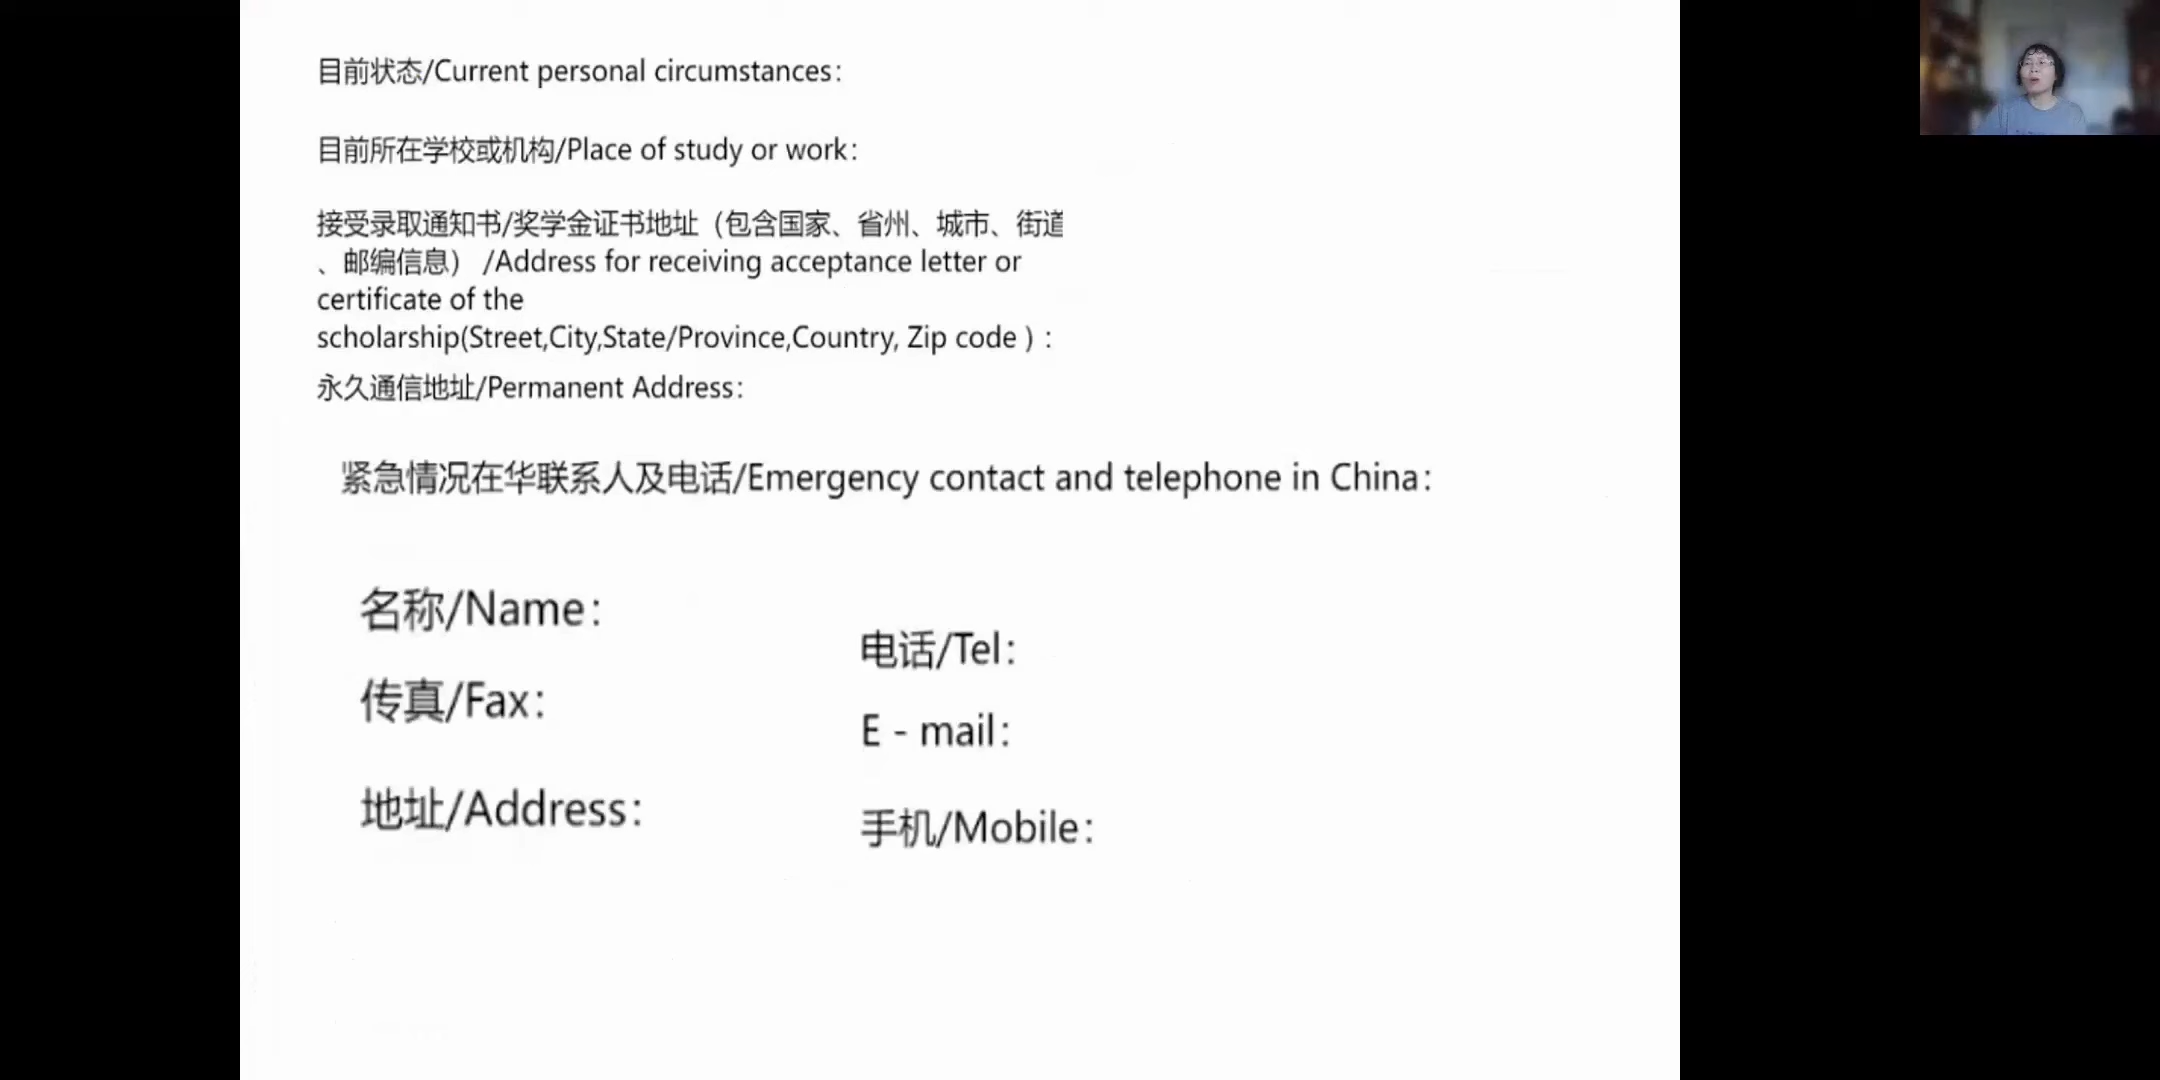 目前状态/Current personal circumstances：
目前所在学校或机构/Place of study or work：
接受录取通知书/奖学金证书地址（包含国家、省州、城市、街道
、邮编信息） /Address for receiving acceptance letter or
certificate of the
scholarship(Street,City,State/Province,Country, Zip code )：
永久通信地址/Permanent Address：
紧急情况在华联系人及电话/Emergency contact and telephone in China：
名称/Name：
电话/Tel：
传真/Fax：
E - mail：
地址/Address：
手机/Mobile：